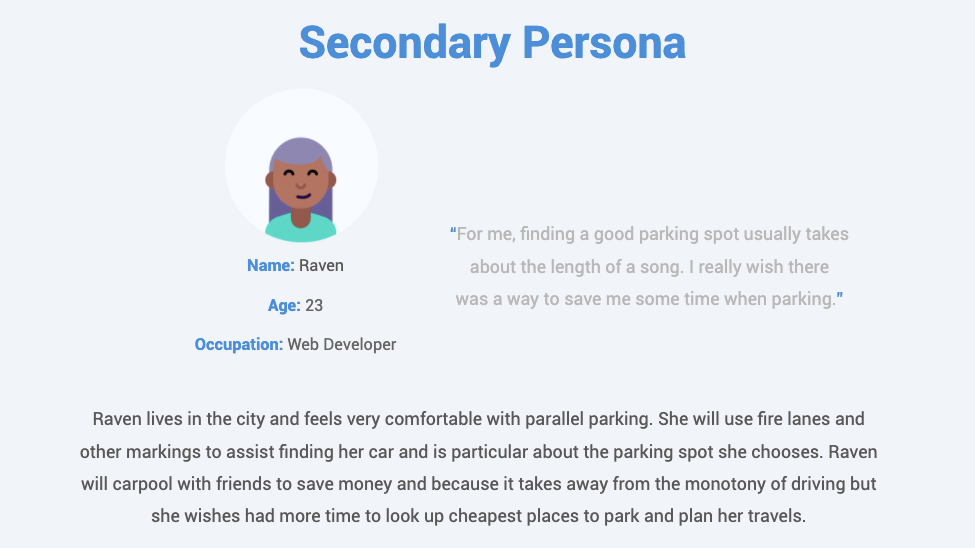 Secondary Persona
“For me, finding a good parking spot usually takes
about the length of a song. I really wish there
was a way to save me some time when parking.”
Name: Raven
Age: 23
Occupation: Web Developer
Raven lives in the city and feels very comfortable with parallel parking. She will use fire lanes and
other markings to assist finding her car and is particular about the parking spot she chooses. Raven
will carpool with friends to save money and because it takes away from the monotony of driving but
she wishes had more time to look up cheapest places to park and plan her travels.